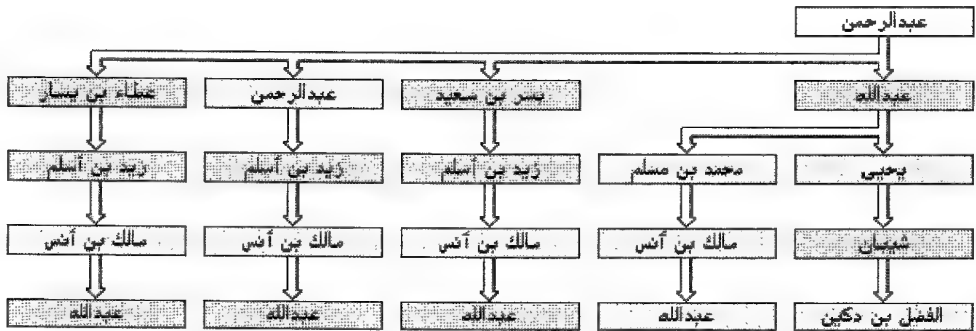 عبدالرحمن
عبدالله
بسر بن سعيد
عبدالرحمن
عطاء بن يسار
يحيى
محمد بن مسلم
زيد بن أسلم
زيد بن أسلم
زيد بن أسلم
شيبان
مالك بن أنس
مالك بن أنس
مالك بن أنس
مالك بن أنس
الفضل بن دكين
عبدالله
عبدالله
عبدالله
عبدالله